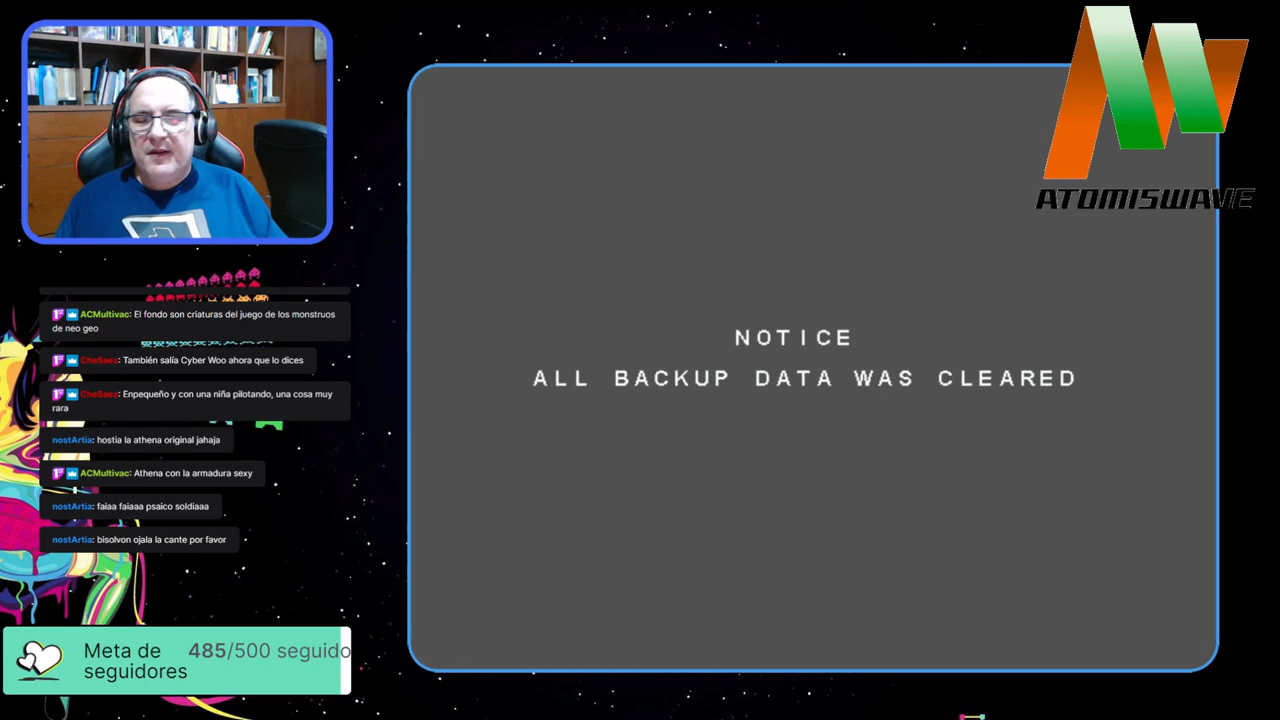 ATOMISWAVE
NOTICE
ALL BACKUP DATA WAS CLEARED
ACMultivac: El fondo son criaturas del juego de los monstruos
de neo geo
CheSaez: También salía Cyber Woo ahora que lo dices
CheSaez: Enpequeño y con una niña pilotando, una cosa muy
rara
nostArtia: hostia la athena original jahaja
ACMultivac: Athena con la armadura sexy
nostArtia: faiaa faiaaa psaico soldiaaa
nostArtia: bisolvon ojala la cante por favor
Meta de
seguidores
485/500 seguido